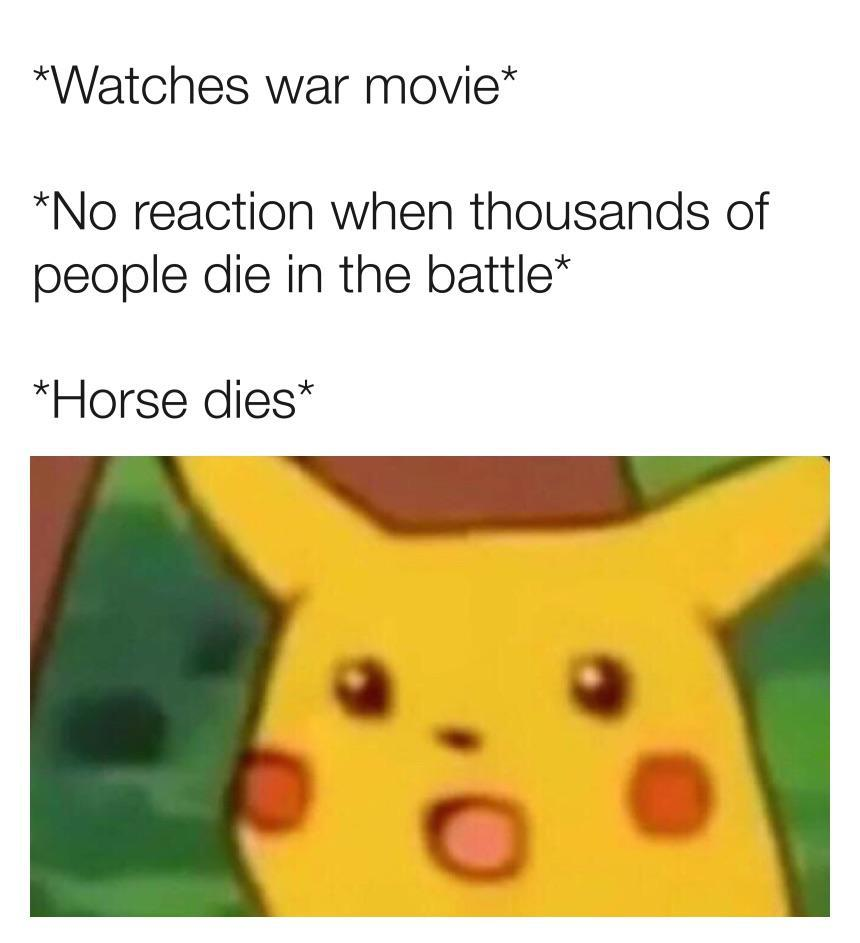 *Watches war movie*
*No reaction when thousands of
people die in the battle*
*Horse dies*